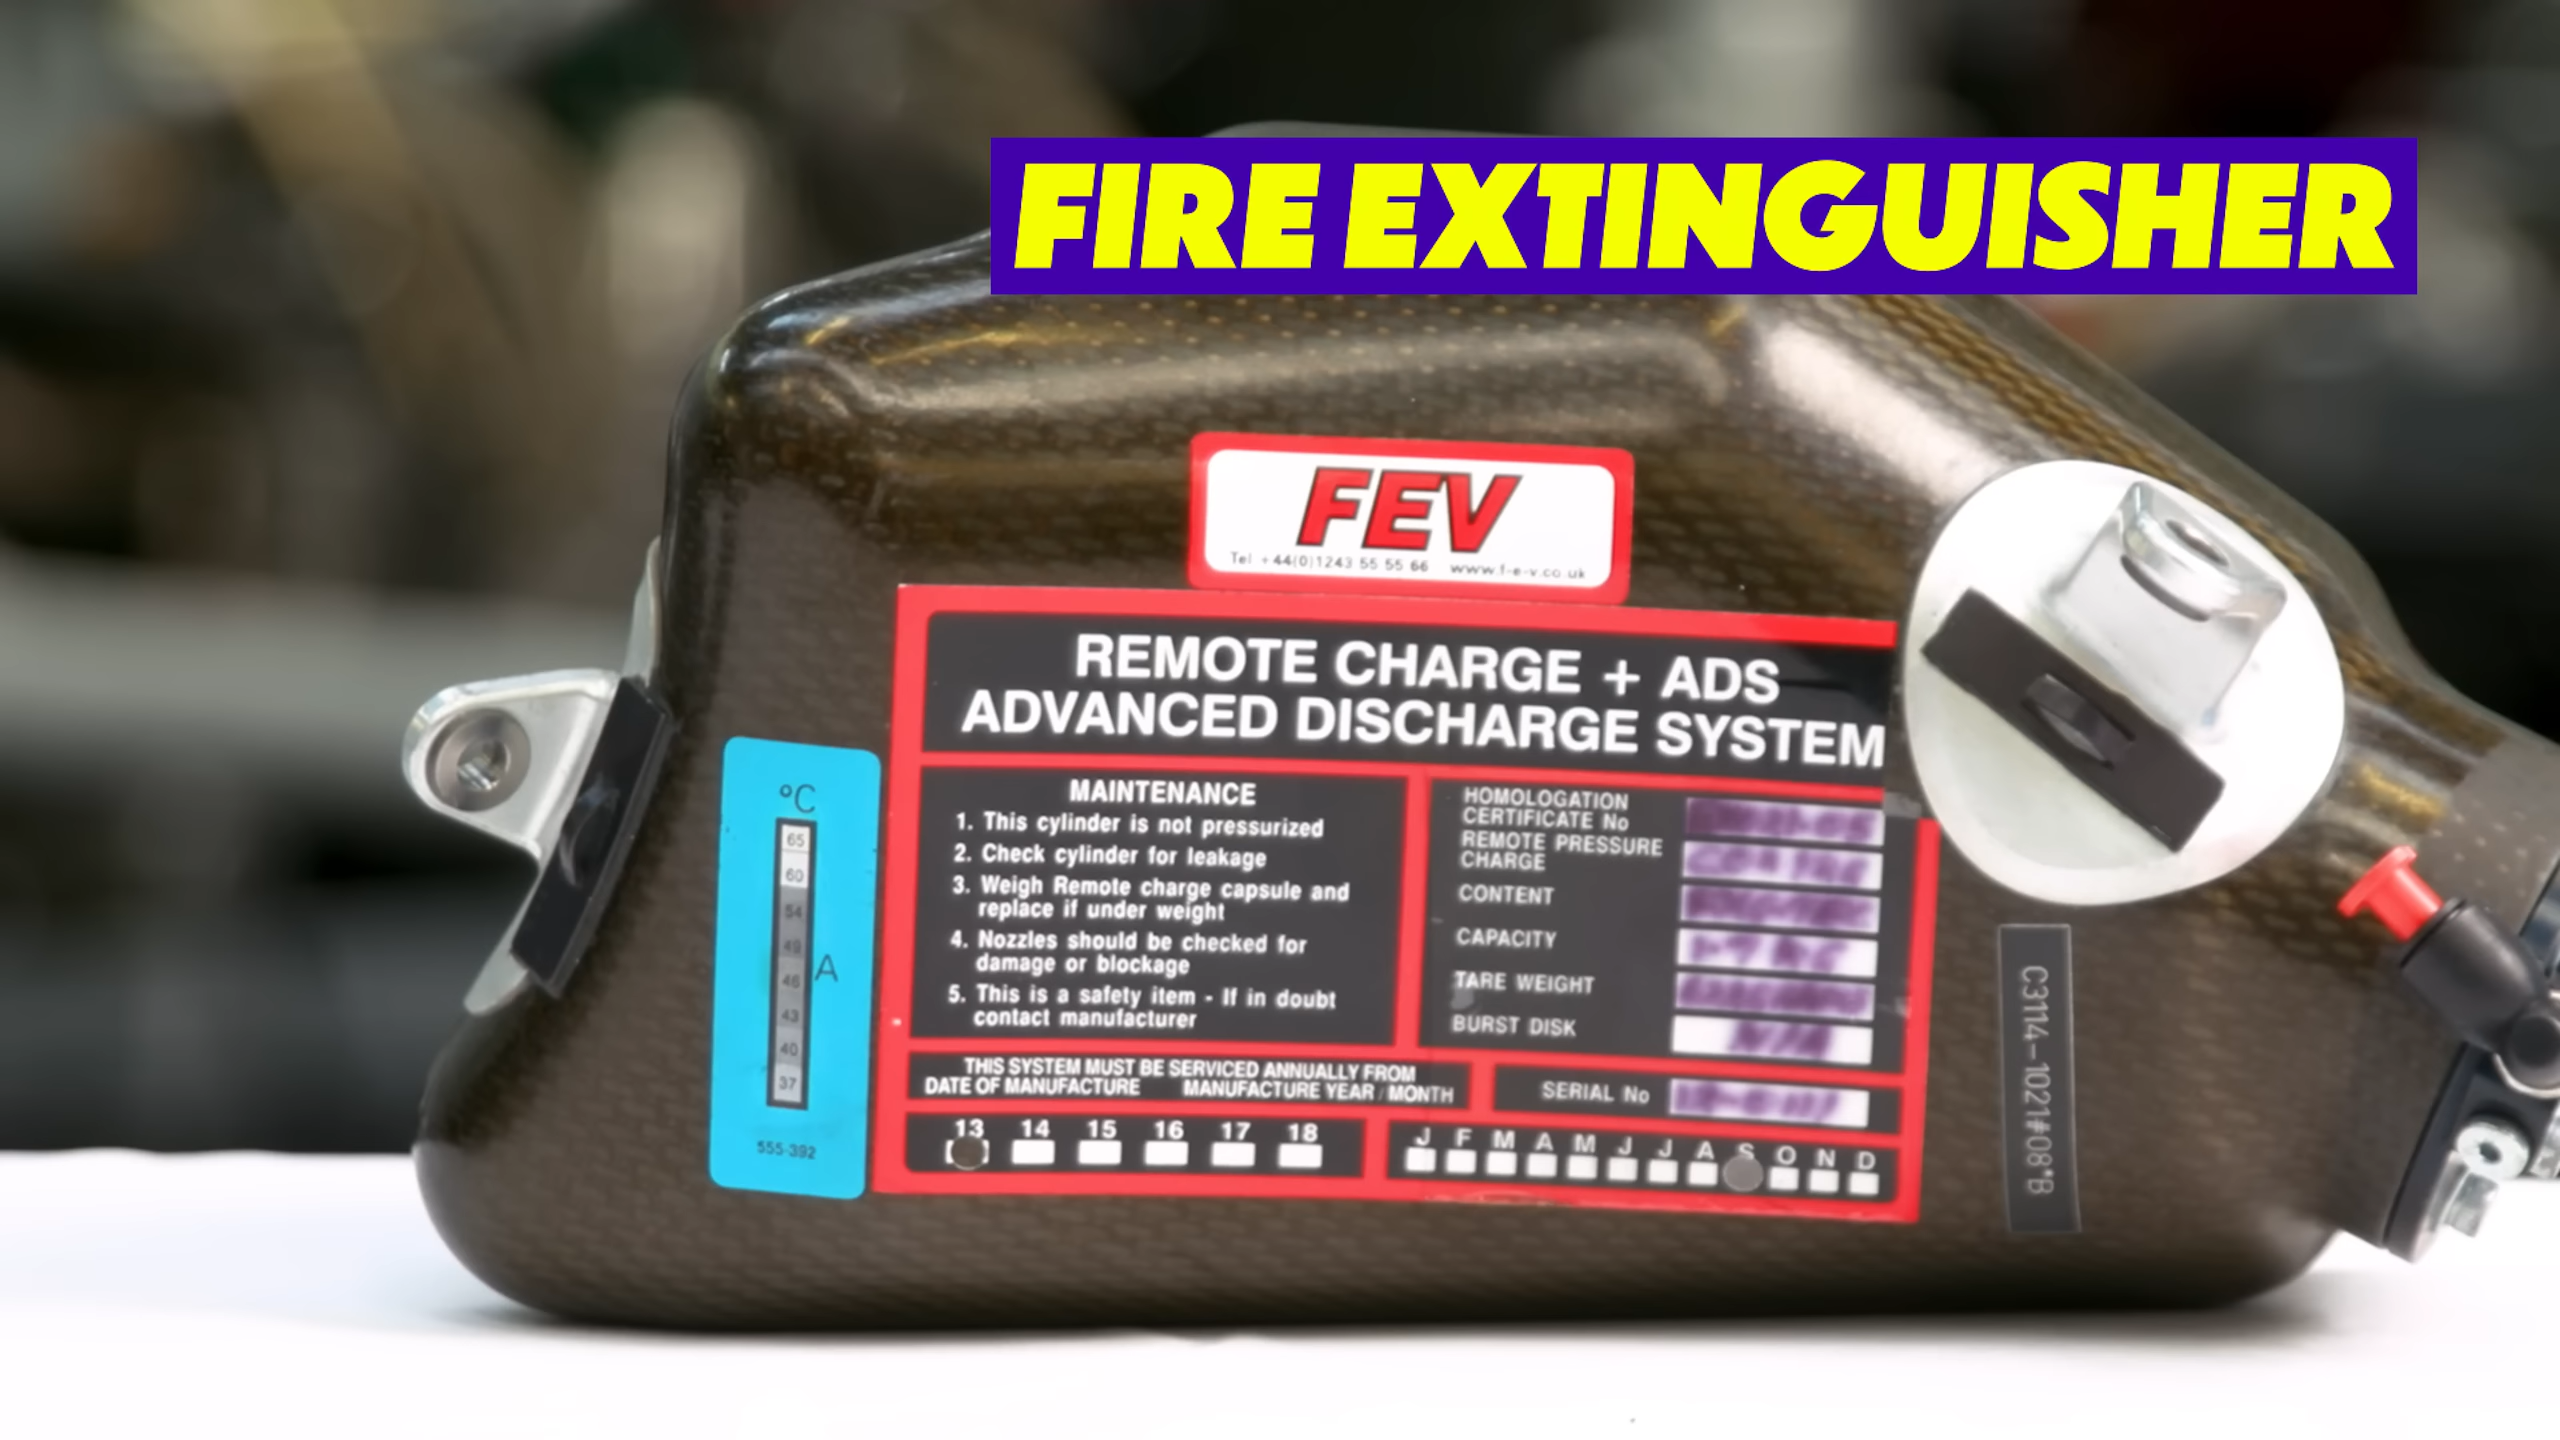 FIRE EXTINGUISHER
FEV
Tel +44(0)1243 55 55 66 www.f-e-v.co.uk
REMOTE CHARGE + ADS
ADVANCED DISCHARGE SYSTEM
°C
65
60
54
49
46
43
40
37
A
555-392
MAINTENANCE
1. This cylinder is not pressurized
2. Check cylinder for leakage
3. Weigh Remote charge capsule and
replace if under weight
4. Nozzles should be checked for
damage or blockage
5. This is a safety item - If in doubt
contact manufacturer
HOMOLOGATION
CERTIFICATE No
REMOTE PRESSURE
CHARGE
CONTENT
CAPACITY
TARE WEIGHT
BURST DISK N/A
THIS SYSTEM MUST BE SERVICED ANNUALLY FROM
DATE OF MANUFACTURE MANUFACTURE YEAR / MONTH
SERIAL No
13 14 15 16 17 18
J F M A M J J A S O N D
C3114-1021#08*B